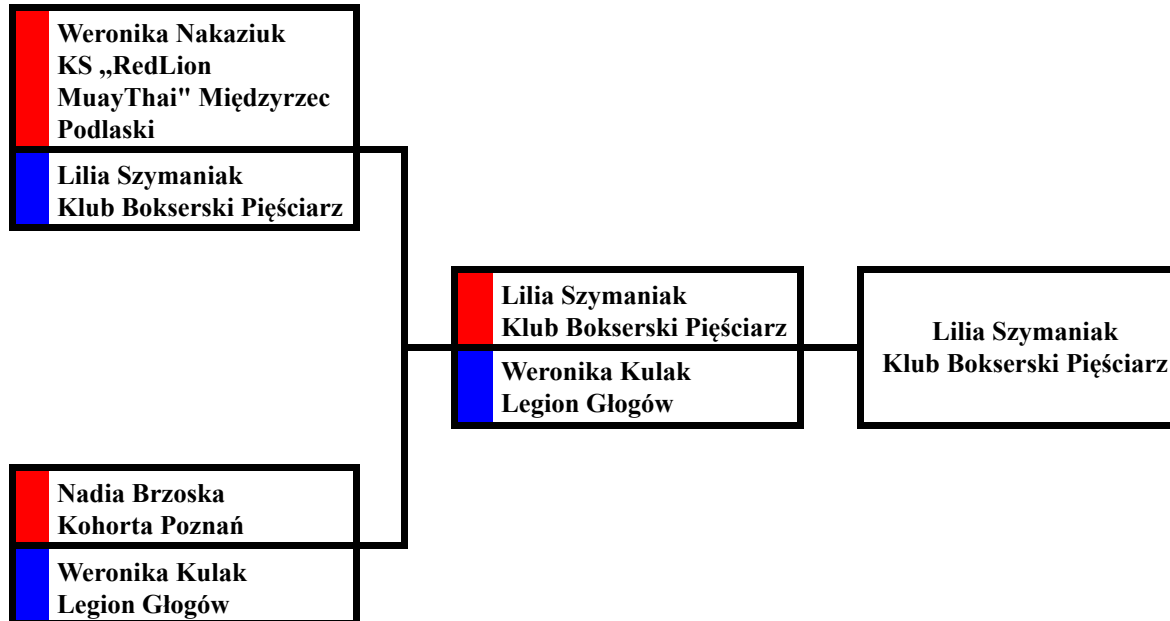 Weronika Nakaziuk
KS „RedLion
MuayThai" Międzyrzec
Podlaski
Lilia Szymaniak
Klub Bokserski Pięściarz
Lilia Szymaniak
Klub Bokserski Pięściarz
Weronika Kulak
Legion Głogów
Lilia Szymaniak
Klub Bokserski Pięściarz
Nadia Brzoska
Kohorta Poznań
Weronika Kulak
Legion Głogów